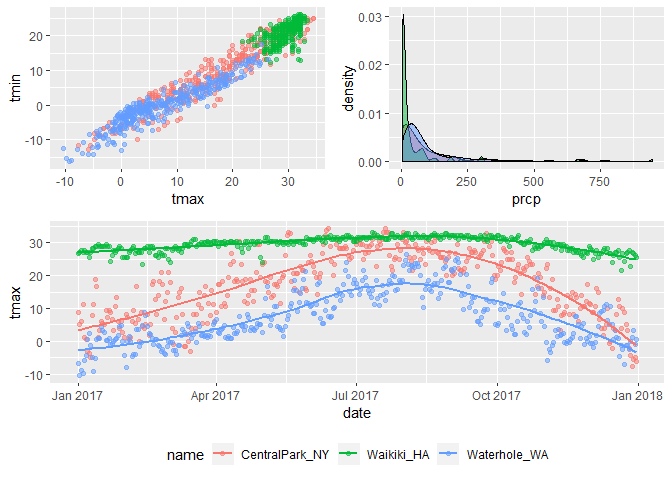 20
10
0
-10
tmin
-10 0 10 20 30
tmax
0.03
0.02
0.01
0.00
density
0 250 500 750
prcp
30
20
10
0
-10
tmax
Jan 2017 Apr 2017 Jul 2017 Oct 2017 Jan 2018
date
name CentralPark_NY Waikiki_HA Waterhole_WA